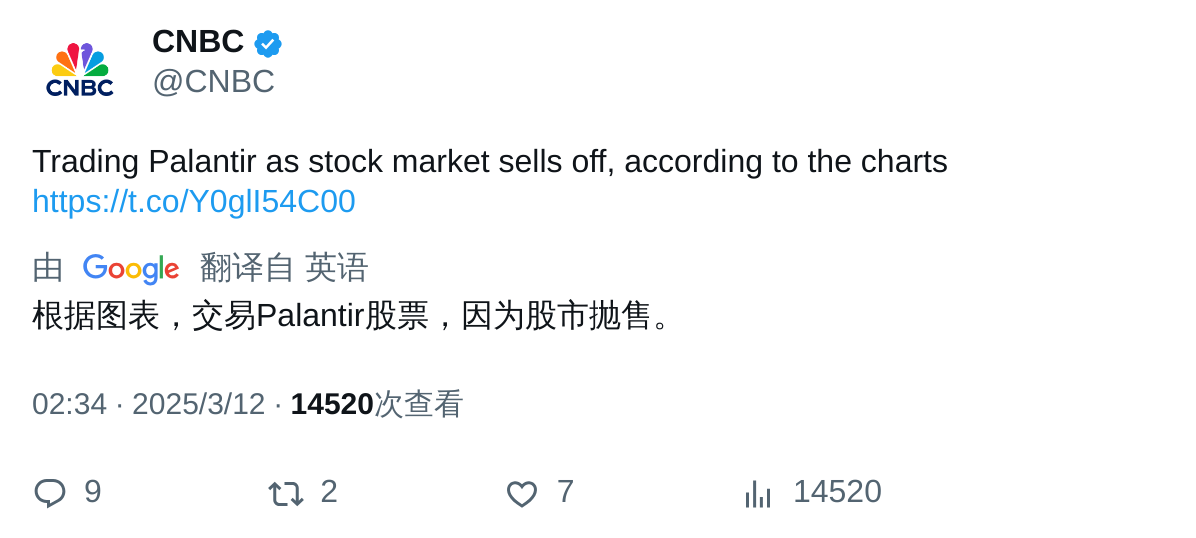 CNBC
CNBC
@CNBC
Trading Palantir as stock market sells off, according to the charts
https://t.co/Y0glI54C00
由 Google 翻译自 英语
根据图表，交易Palantir股票，因为股市抛售。
02:34 · 2025/3/12 · 14520次查看
9 2 7 14520